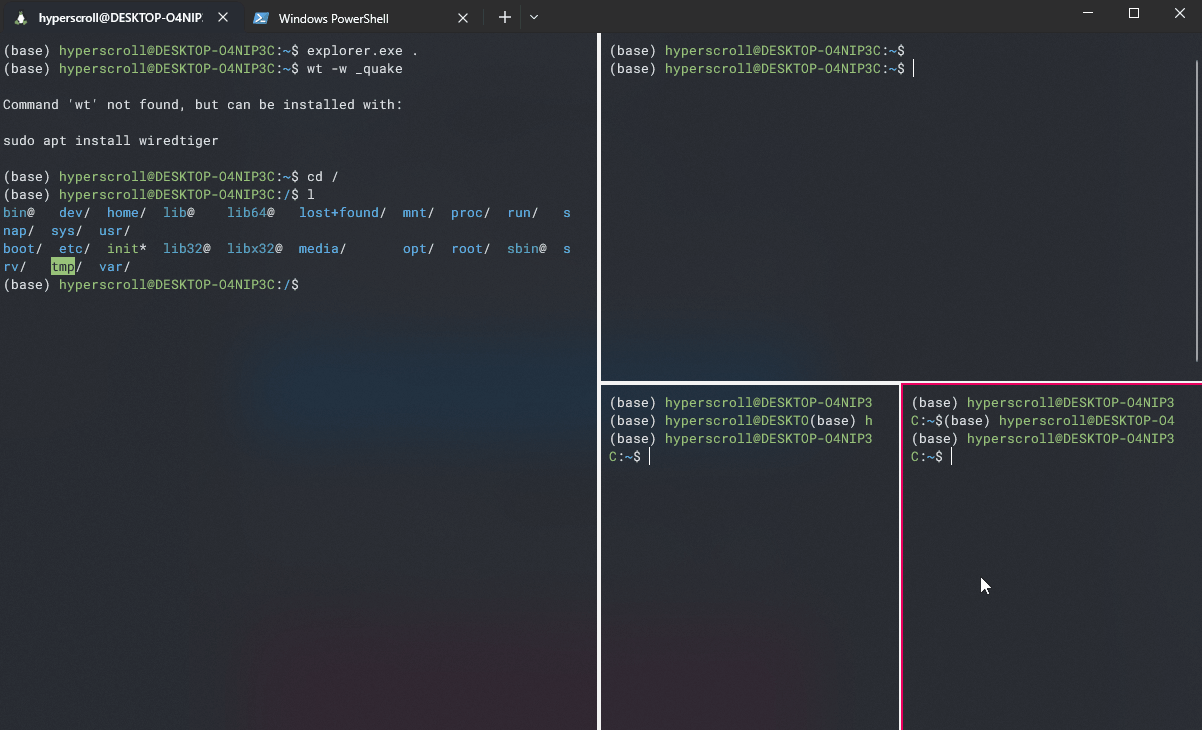 hyperscroll@DESKTOP-O4NIP
Windows PowerShell
(base) hyperscroll@DESKTOP-O4NIP3C:~$ explorer.exe .
(base) hyperscroll@DESKTOP-O4NIP3C:~$ wt -w _quake
Command 'wt' not found, but can be installed with:
sudo apt install wiredtiger
(base) hyperscroll@DESKTOP-O4NIP3C:~$ cd /
(base) hyperscroll@DESKTOP-O4NIP3C:/$ l
bin@   dev/  home/  lib@    lib64@   lost+found/  mnt/  proc/  run/   s
nap/  sys/  usr/
boot/  etc/  init*  lib32@  libx32@  media/       opt/  root/  sbin@  s
rv/   tmp/  var/
(base) hyperscroll@DESKTOP-O4NIP3C:/$
(base) hyperscroll@DESKTOP-O4NIP3C:~$
(base) hyperscroll@DESKTOP-O4NIP3C:~$
(base) hyperscroll@DESKTOP-O4NIP3
(base) hyperscroll@DESKTO(base) h
(base) hyperscroll@DESKTOP-O4NIP3
C:~$
(base) hyperscroll@DESKTOP-O4NIP3
C:~$(base) hyperscroll@DESKTOP-O4
(base) hyperscroll@DESKTOP-O4NIP3
C:~$